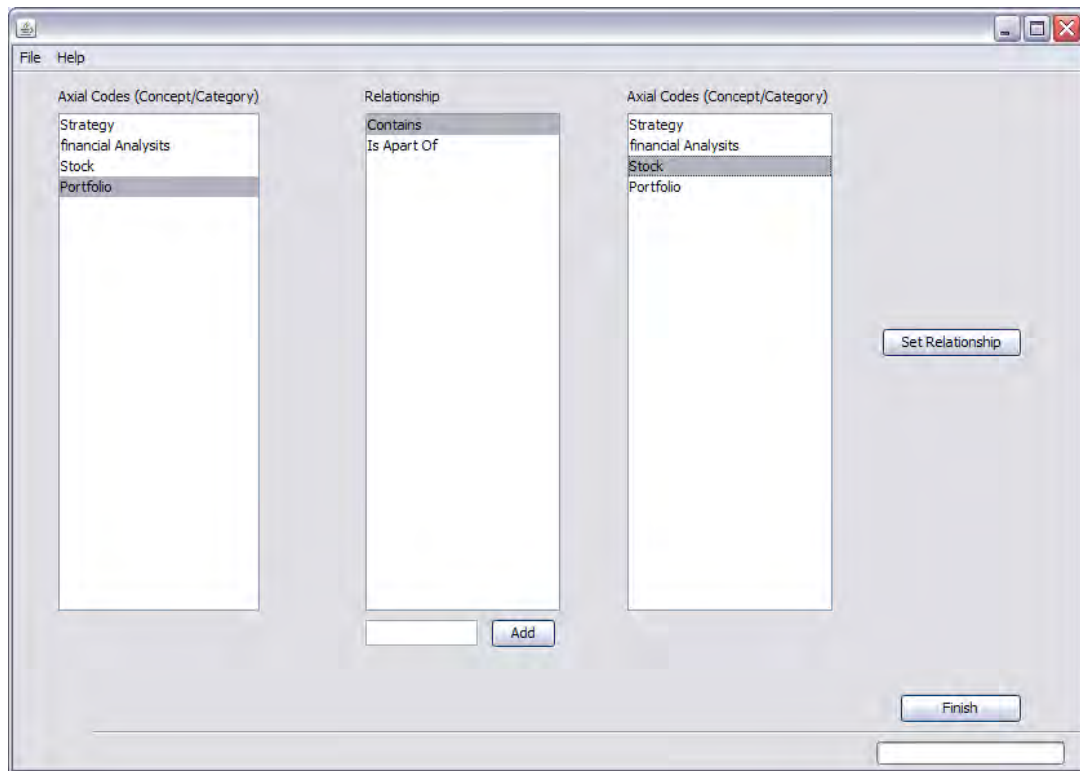 File Help
Axial Codes (Concept/Category) Relationship Axial Codes (Concept/Category)
Strategy Contains Strategy
financial Analysits Is Apart Of financial Analysits
Stock Stock
Portfolio Portfolio
Set Relationship
Add
Finish